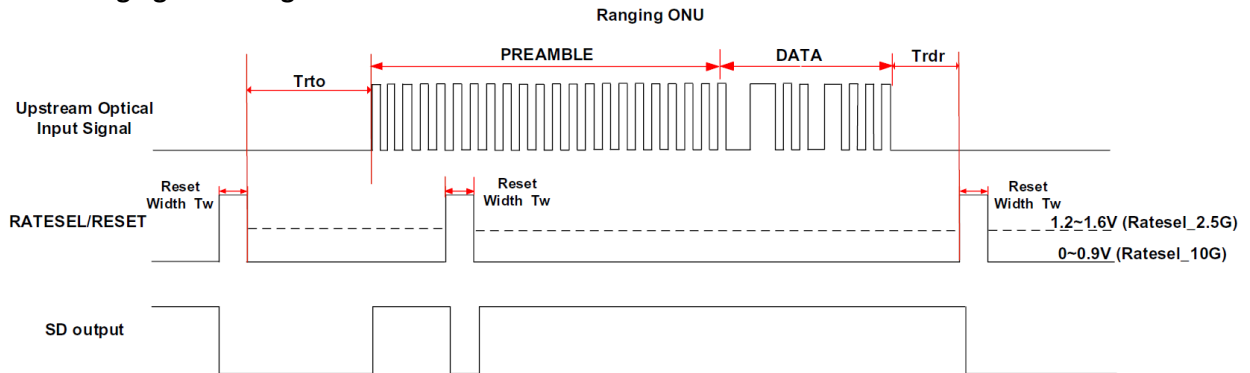 Ranging ONU
PREAMBLE
DATA
Trdr
Trto
Upstream Optical
Input Signal
Reset
Width Tw
Reset
Width Tw
Reset
Width Tw
RATESEL/RESET
1.2~1.6V (Ratesel_2.5G)
0~0.9V (Ratesel_10G)
SD output